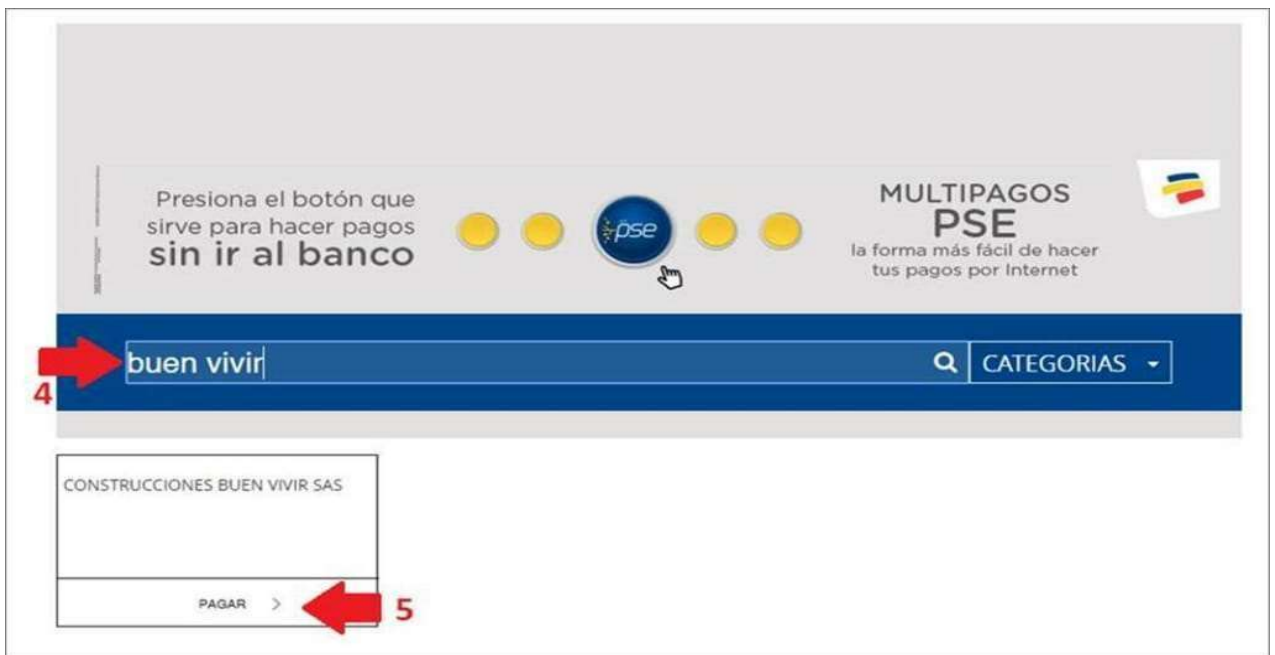 Presiona el botón que
sirve para hacer pagos
sin ir al banco
pse
MULTIPAGOS
PSE
la forma más fácil de hacer
tus pagos por Internet
4
buen vivir
CATEGORIAS
CONSTRUCCIONES BUEN VIVIR SAS
PAGAR >
5